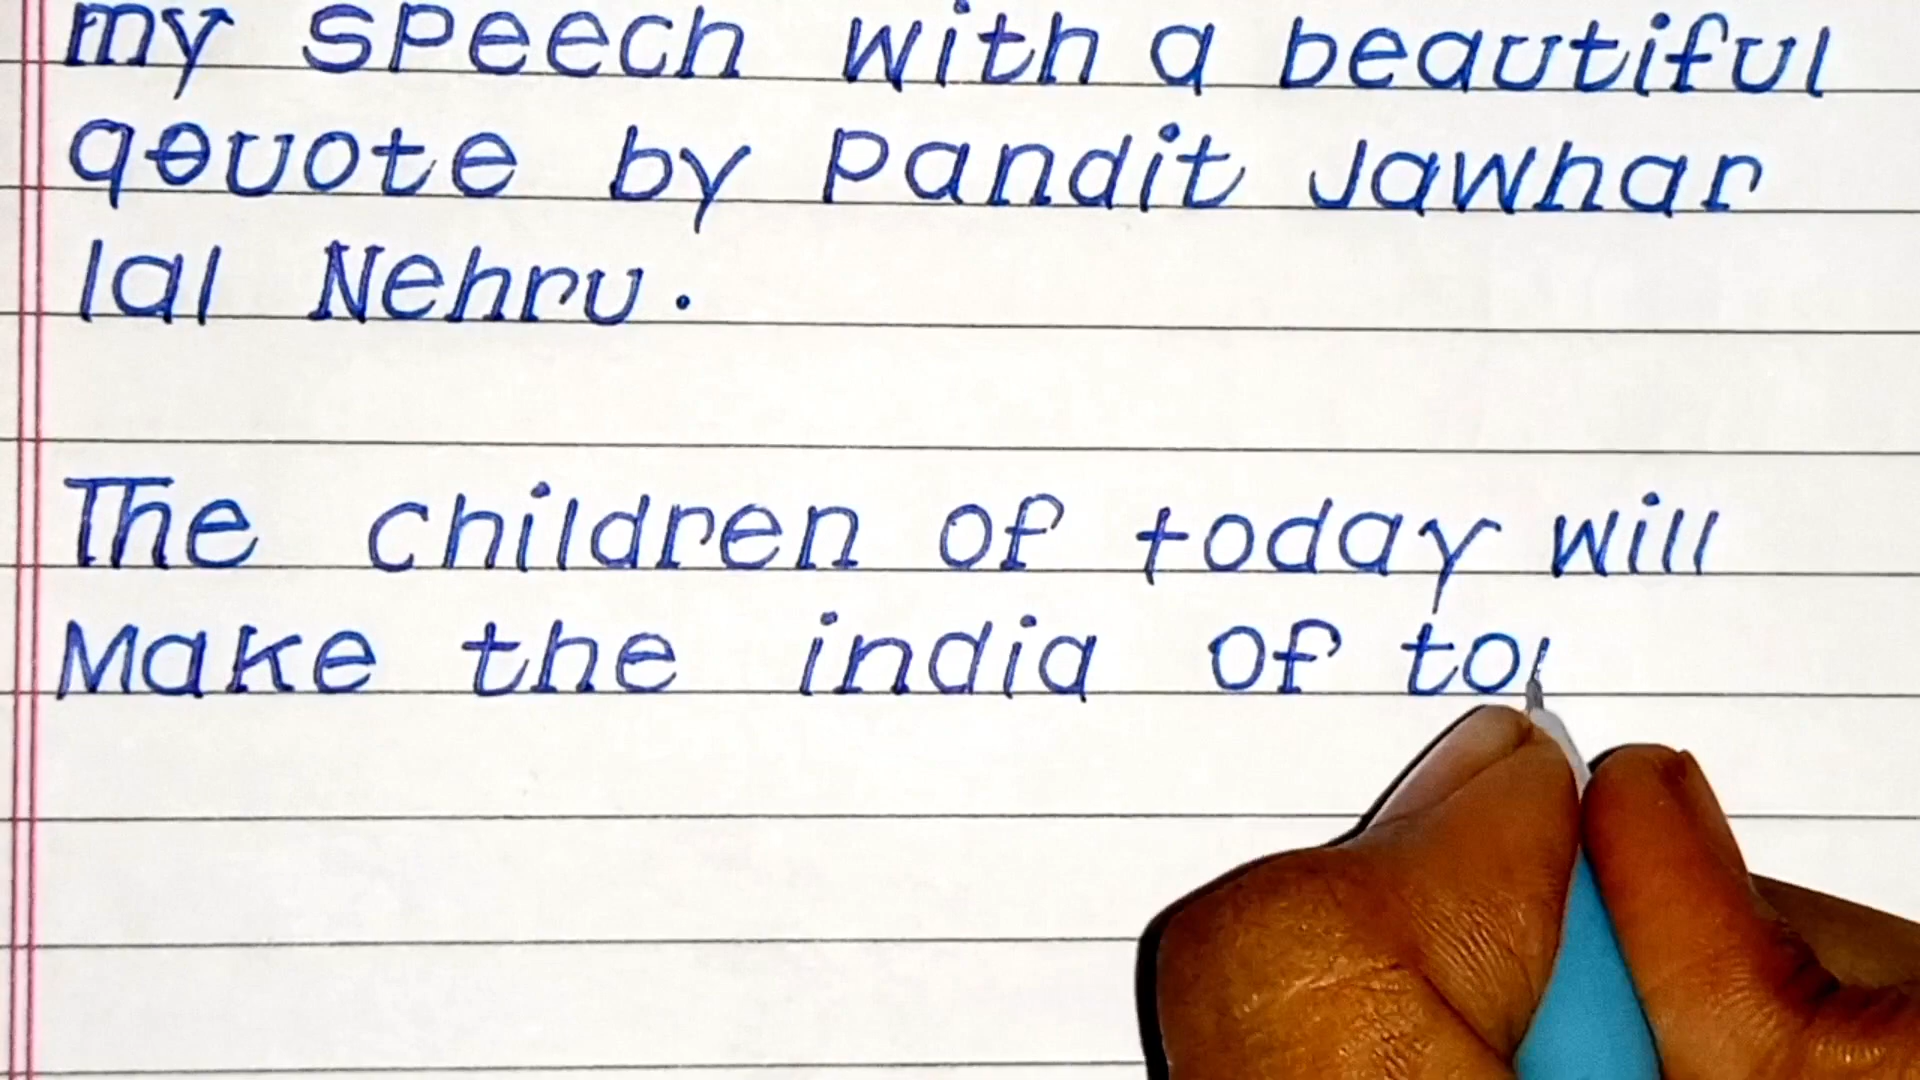 my speech with a beautiful
qeuote by Pandit Jawhar
lal Nehru.
The children of today will
Make the india of to